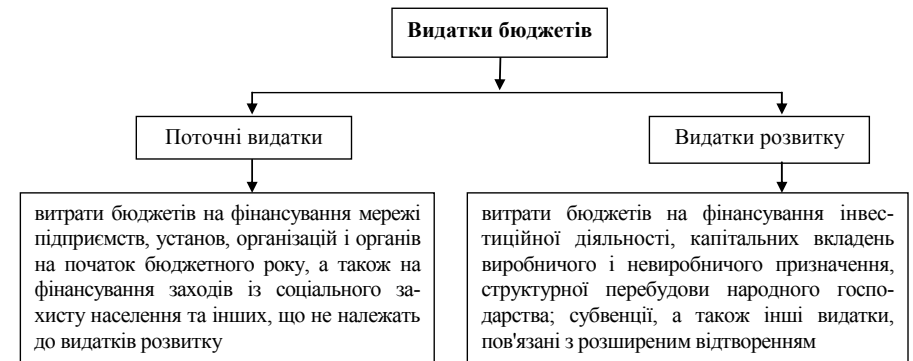 Видатки бюджетів
Поточні видатки
Видатки розвитку
витрати бюджетів на фінансування мережі
підприємств, установ, організацій і органів
на початок бюджетного року, а також на
фінансування заходів із соціального за-
хисту населення та інших, що не належать
до видатків розвитку
витрати бюджетів на фінансування інвес-
тиційної діяльності, капітальних вкладень
виробничого і невиробничого призначення,
структурної перебудови народного госпо-
дарства; субвенції, а також інші видатки,
пов'язані з розширеним відтворенням